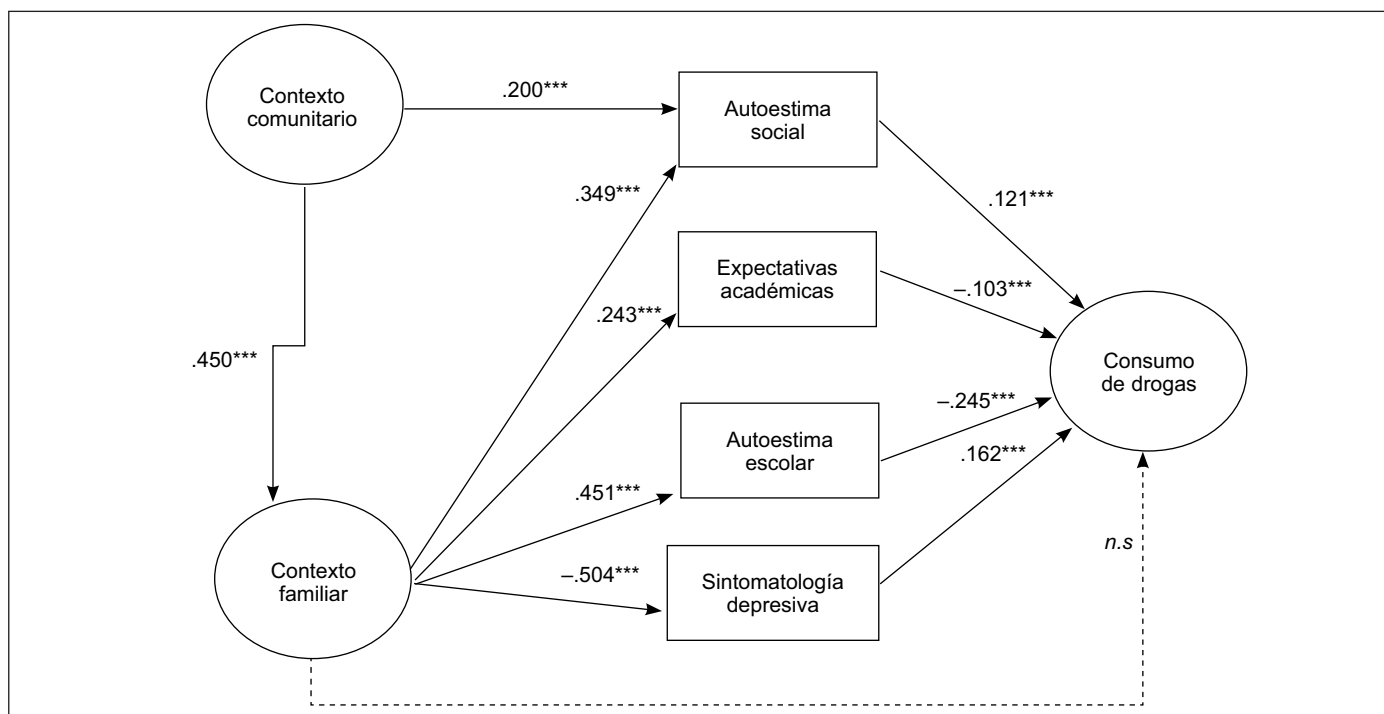 Contexto
comunitario
.200***
Autoestima
social
.349***
.121***
Expectativas
académicas
–.103***
.243***
.450***
Consumo
de drogas
Autoestima
escolar
–.245***
.162***
.451***
n.s
Contexto
familiar
–.504***
Sintomatología
depresiva